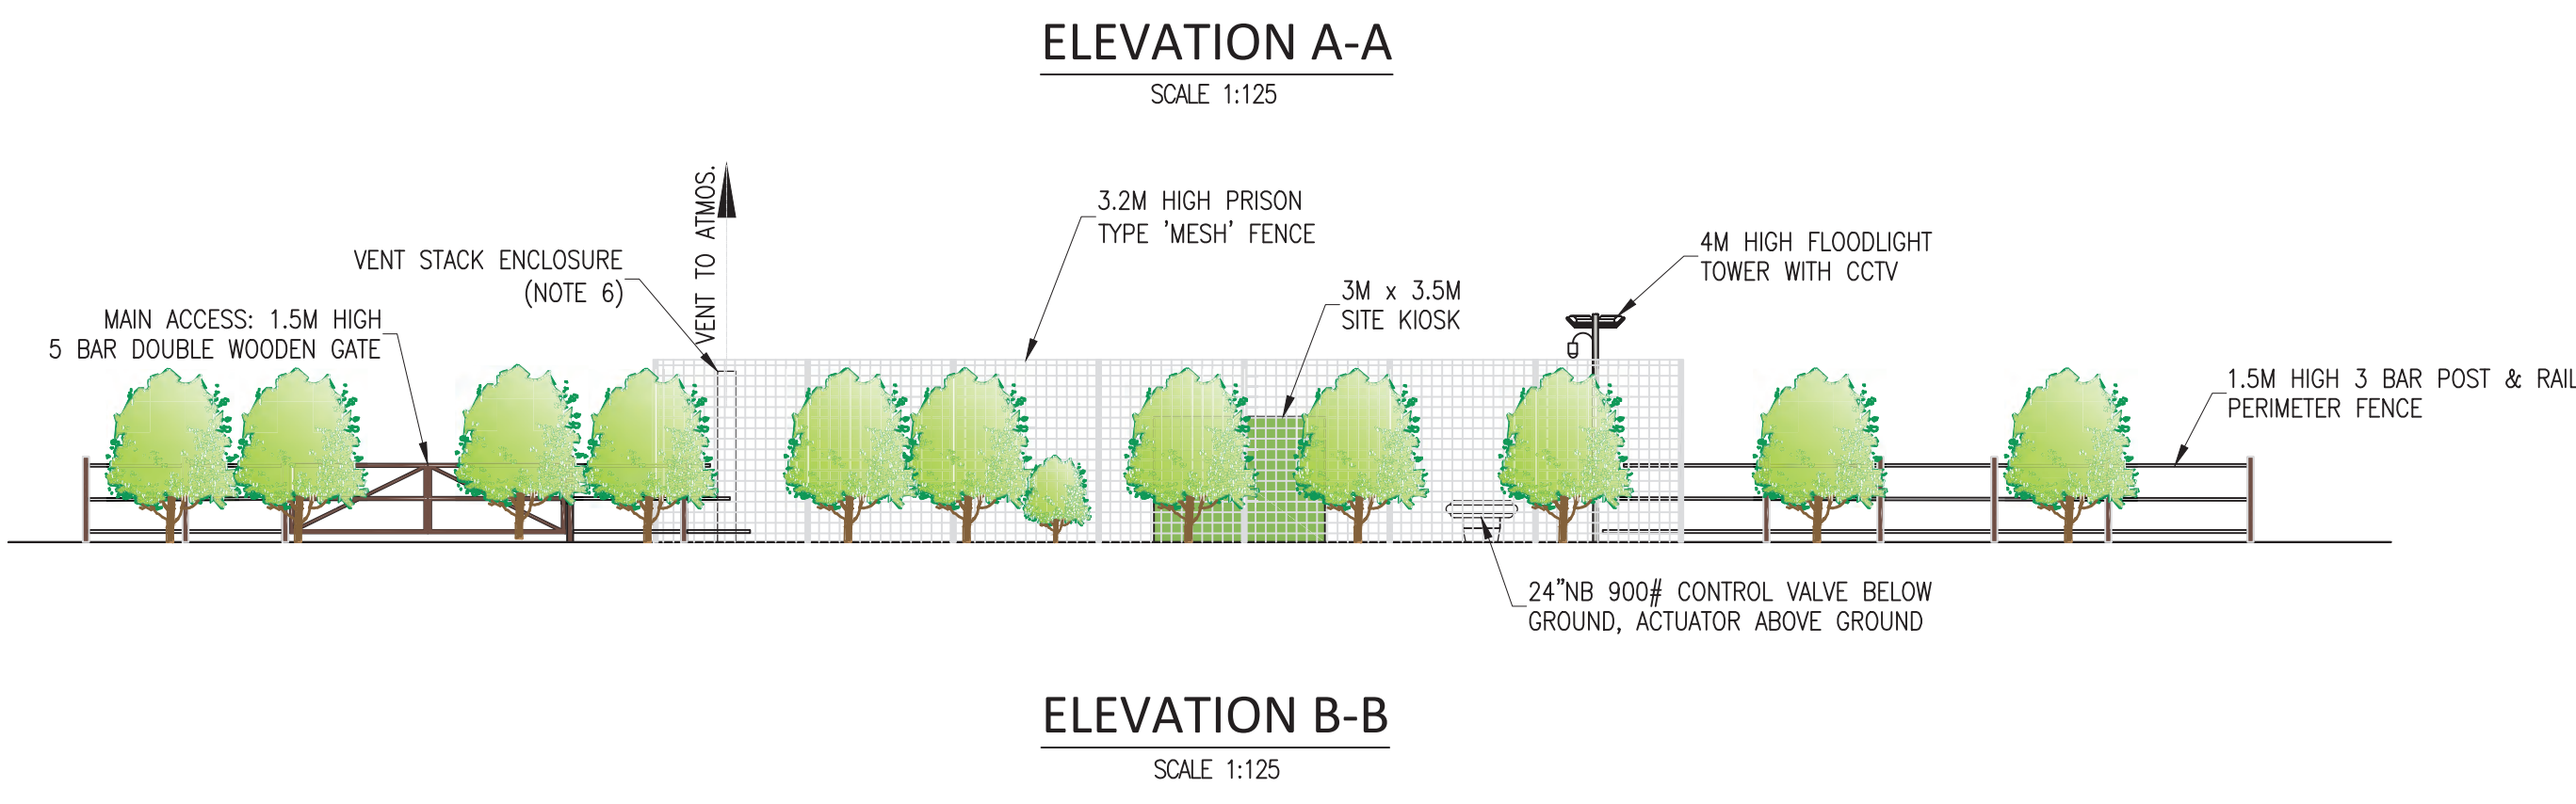 ELEVATION A-A
SCALE 1:125
VENT TO ATMOS.
3.2M HIGH PRISON
TYPE 'MESH' FENCE
VENT STACK ENCLOSURE
(NOTE 6)
4M HIGH FLOODLIGHT
TOWER WITH CCTV
3M x 3.5M
SITE KIOSK
MAIN ACCESS: 1.5M HIGH
5 BAR DOUBLE WOODEN GATE
1.5M HIGH 3 BAR POST & RAIL
PERIMETER FENCE
24"NB 900# CONTROL VALVE BELOW
GROUND, ACTUATOR ABOVE GROUND
ELEVATION B-B
SCALE 1:125